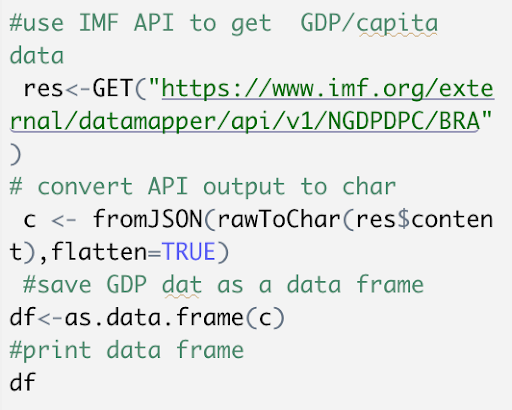 #use IMF API to get  GDP/capita
data
 res<-GET("https://www.imf.org/exte
rnal/datamapper/api/v1/NGDPDPC/BRA"
)
# convert API output to char
 c <- fromJSON(rawToChar(res$conten
t),flatten=TRUE)
 #save GDP dat as a data frame
df<-as.data.frame(c)
#print data frame
df